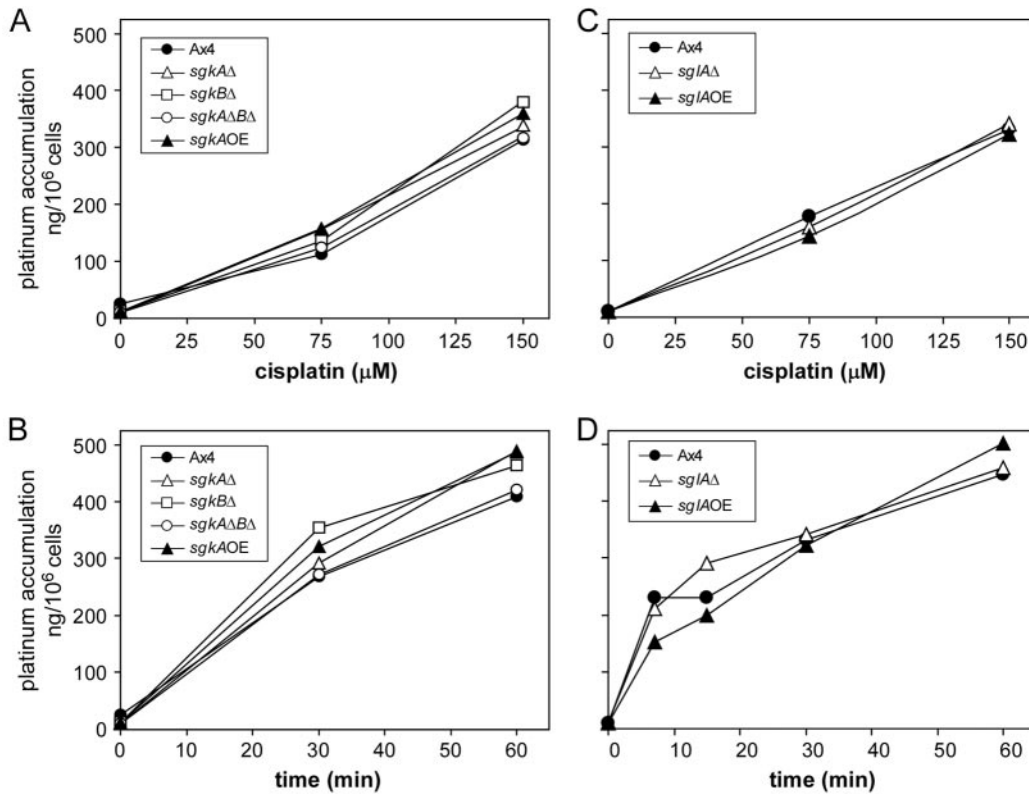 A
500
400
300
200
100
0
platinum accumulation
ng/10⁶ cells
Ax4
sgkAΔ
sgkBΔ
sgkAΔBΔ
sgkAOE
0 25 50 75 100 125 150
cisplatin (μM)
C
Ax4
sglAΔ
sglAOE
0 25 50 75 100 125 150
cisplatin (μM)
B
500
400
300
200
100
0
platinum accumulation
ng/10⁶ cells
Ax4
sgkAΔ
sgkBΔ
sgkAΔBΔ
sgkAOE
0 10 20 30 40 50 60
time (min)
D
Ax4
sglAΔ
sglAOE
0 10 20 30 40 50 60
time (min)